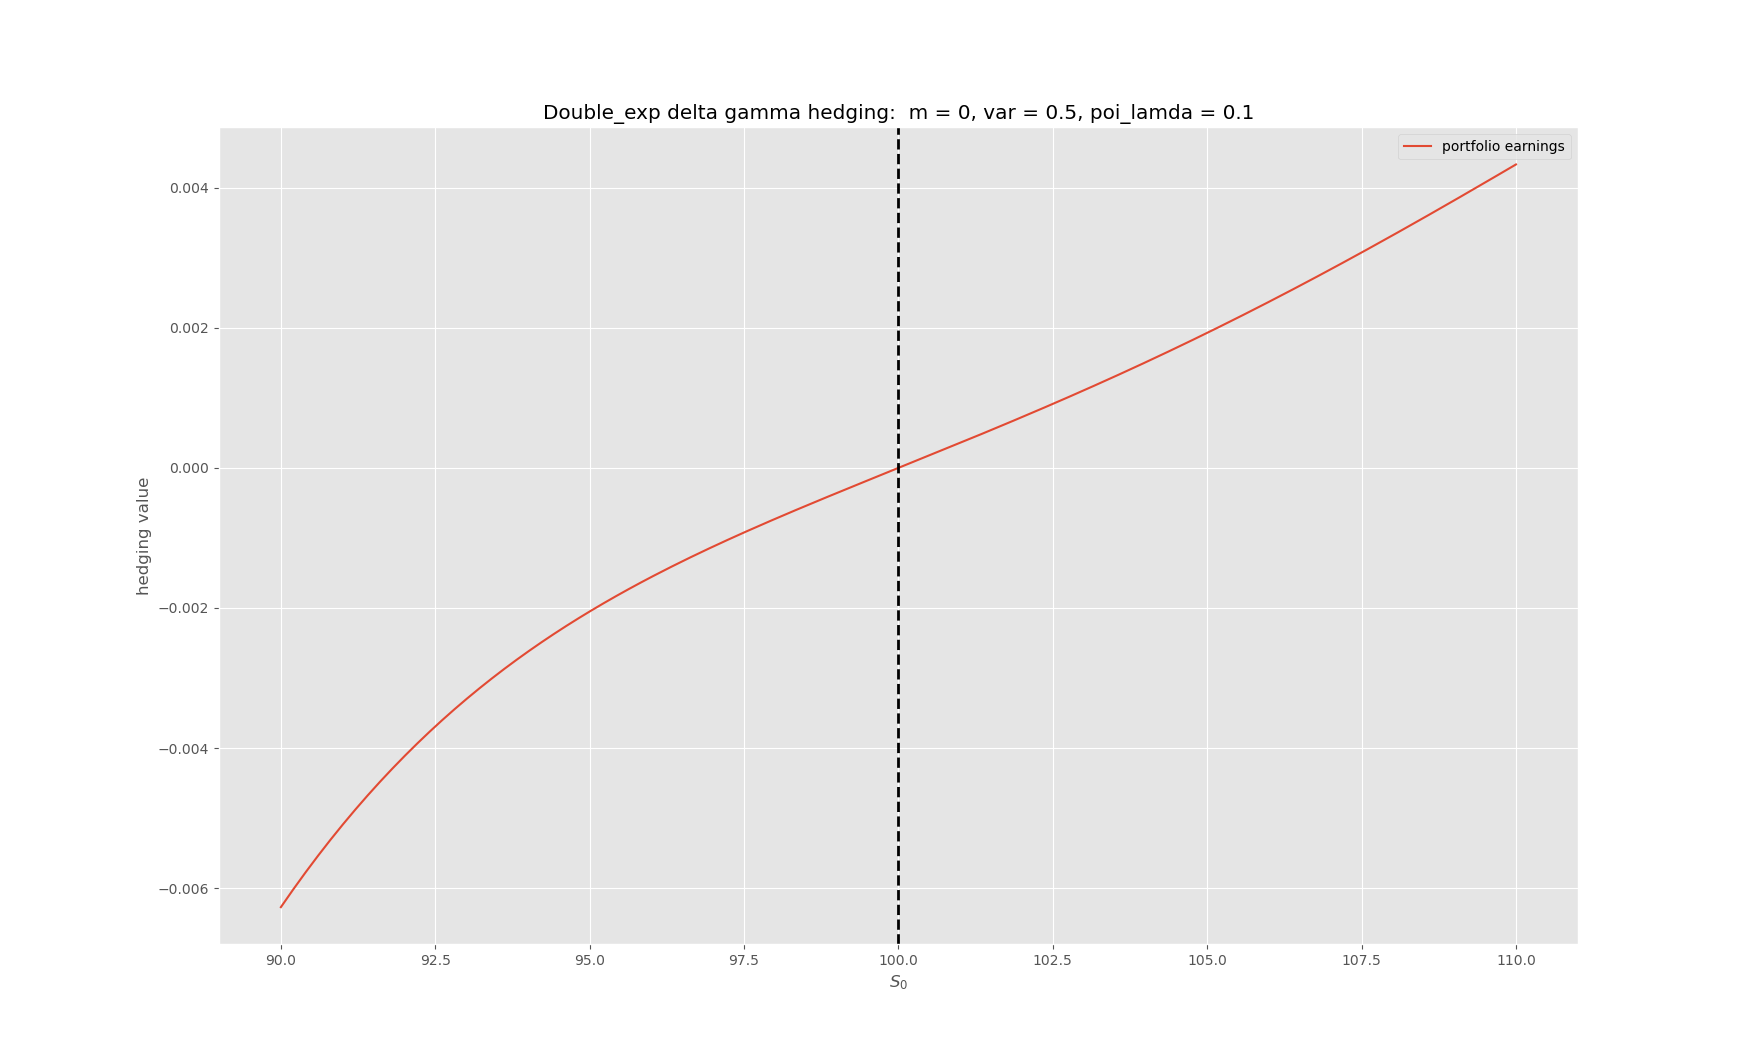 Double_exp delta gamma hedging:  m = 0, var = 0.5, poi_lamda = 0.1
portfolio earnings
0.004
0.002
0.000
−0.002
−0.004
−0.006
hedging value
90.0 92.5 95.0 97.5 100.0 102.5 105.0 107.5 110.0
S₀